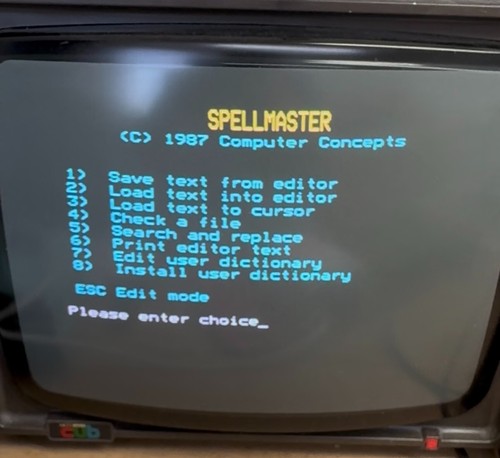 SPELLMASTER
(C) 1987 Computer Concepts
1) Save text from editor
2) Load text into editor
3) Load text to cursor
4) Check a file
5) Search and replace
6) Print editor text
7) Edit user dictionary
8) Install user dictionary
ESC Edit mode
Please enter choice_
cub